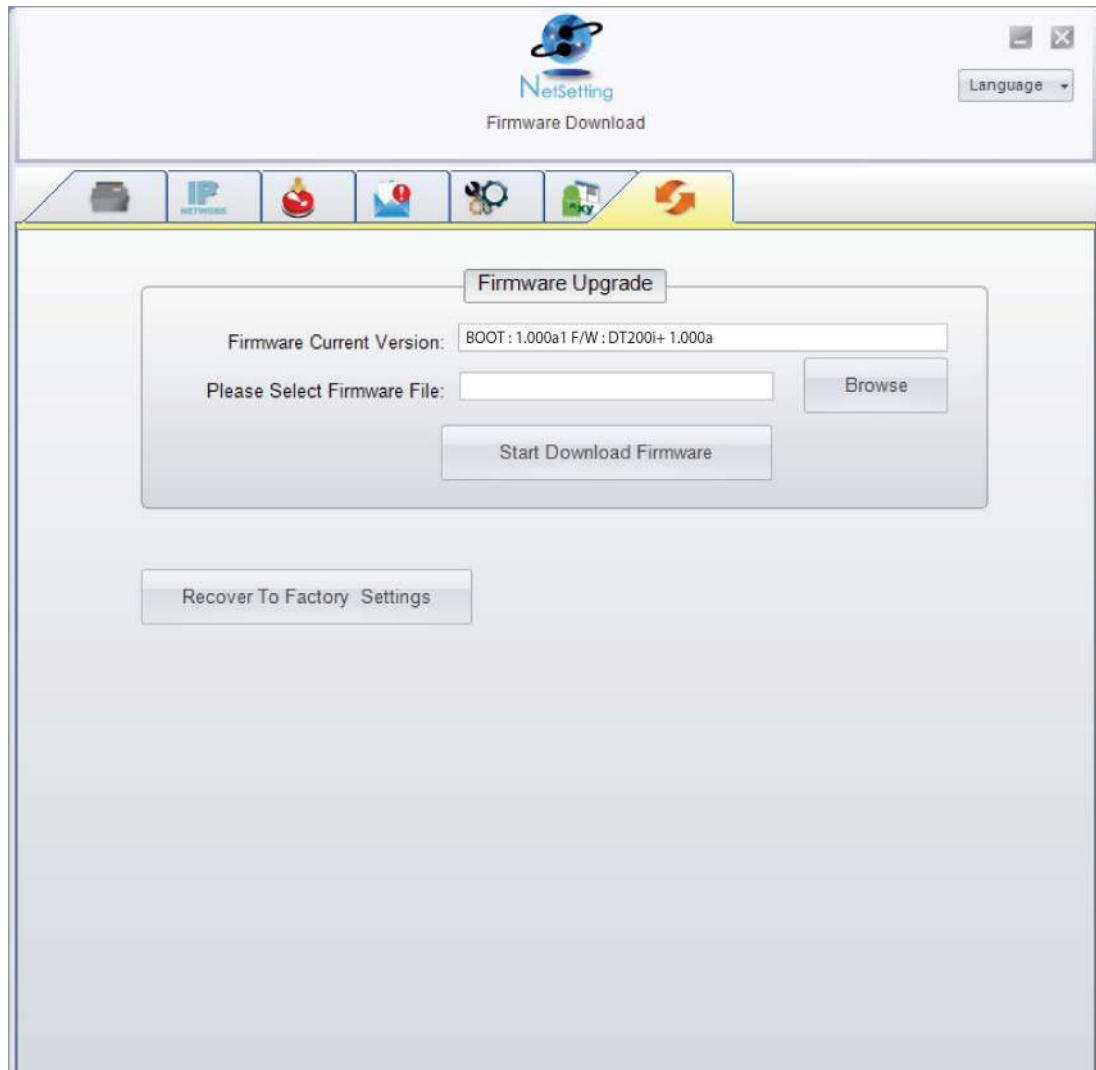 NetSetting
Language
Firmware Download
IP
NETWORK
Firmware Upgrade
Firmware Current Version: BOOT : 1.000a1 F/W : DT200i+ 1.000a
Please Select Firmware File: Browse
Start Download Firmware
Recover To Factory Settings